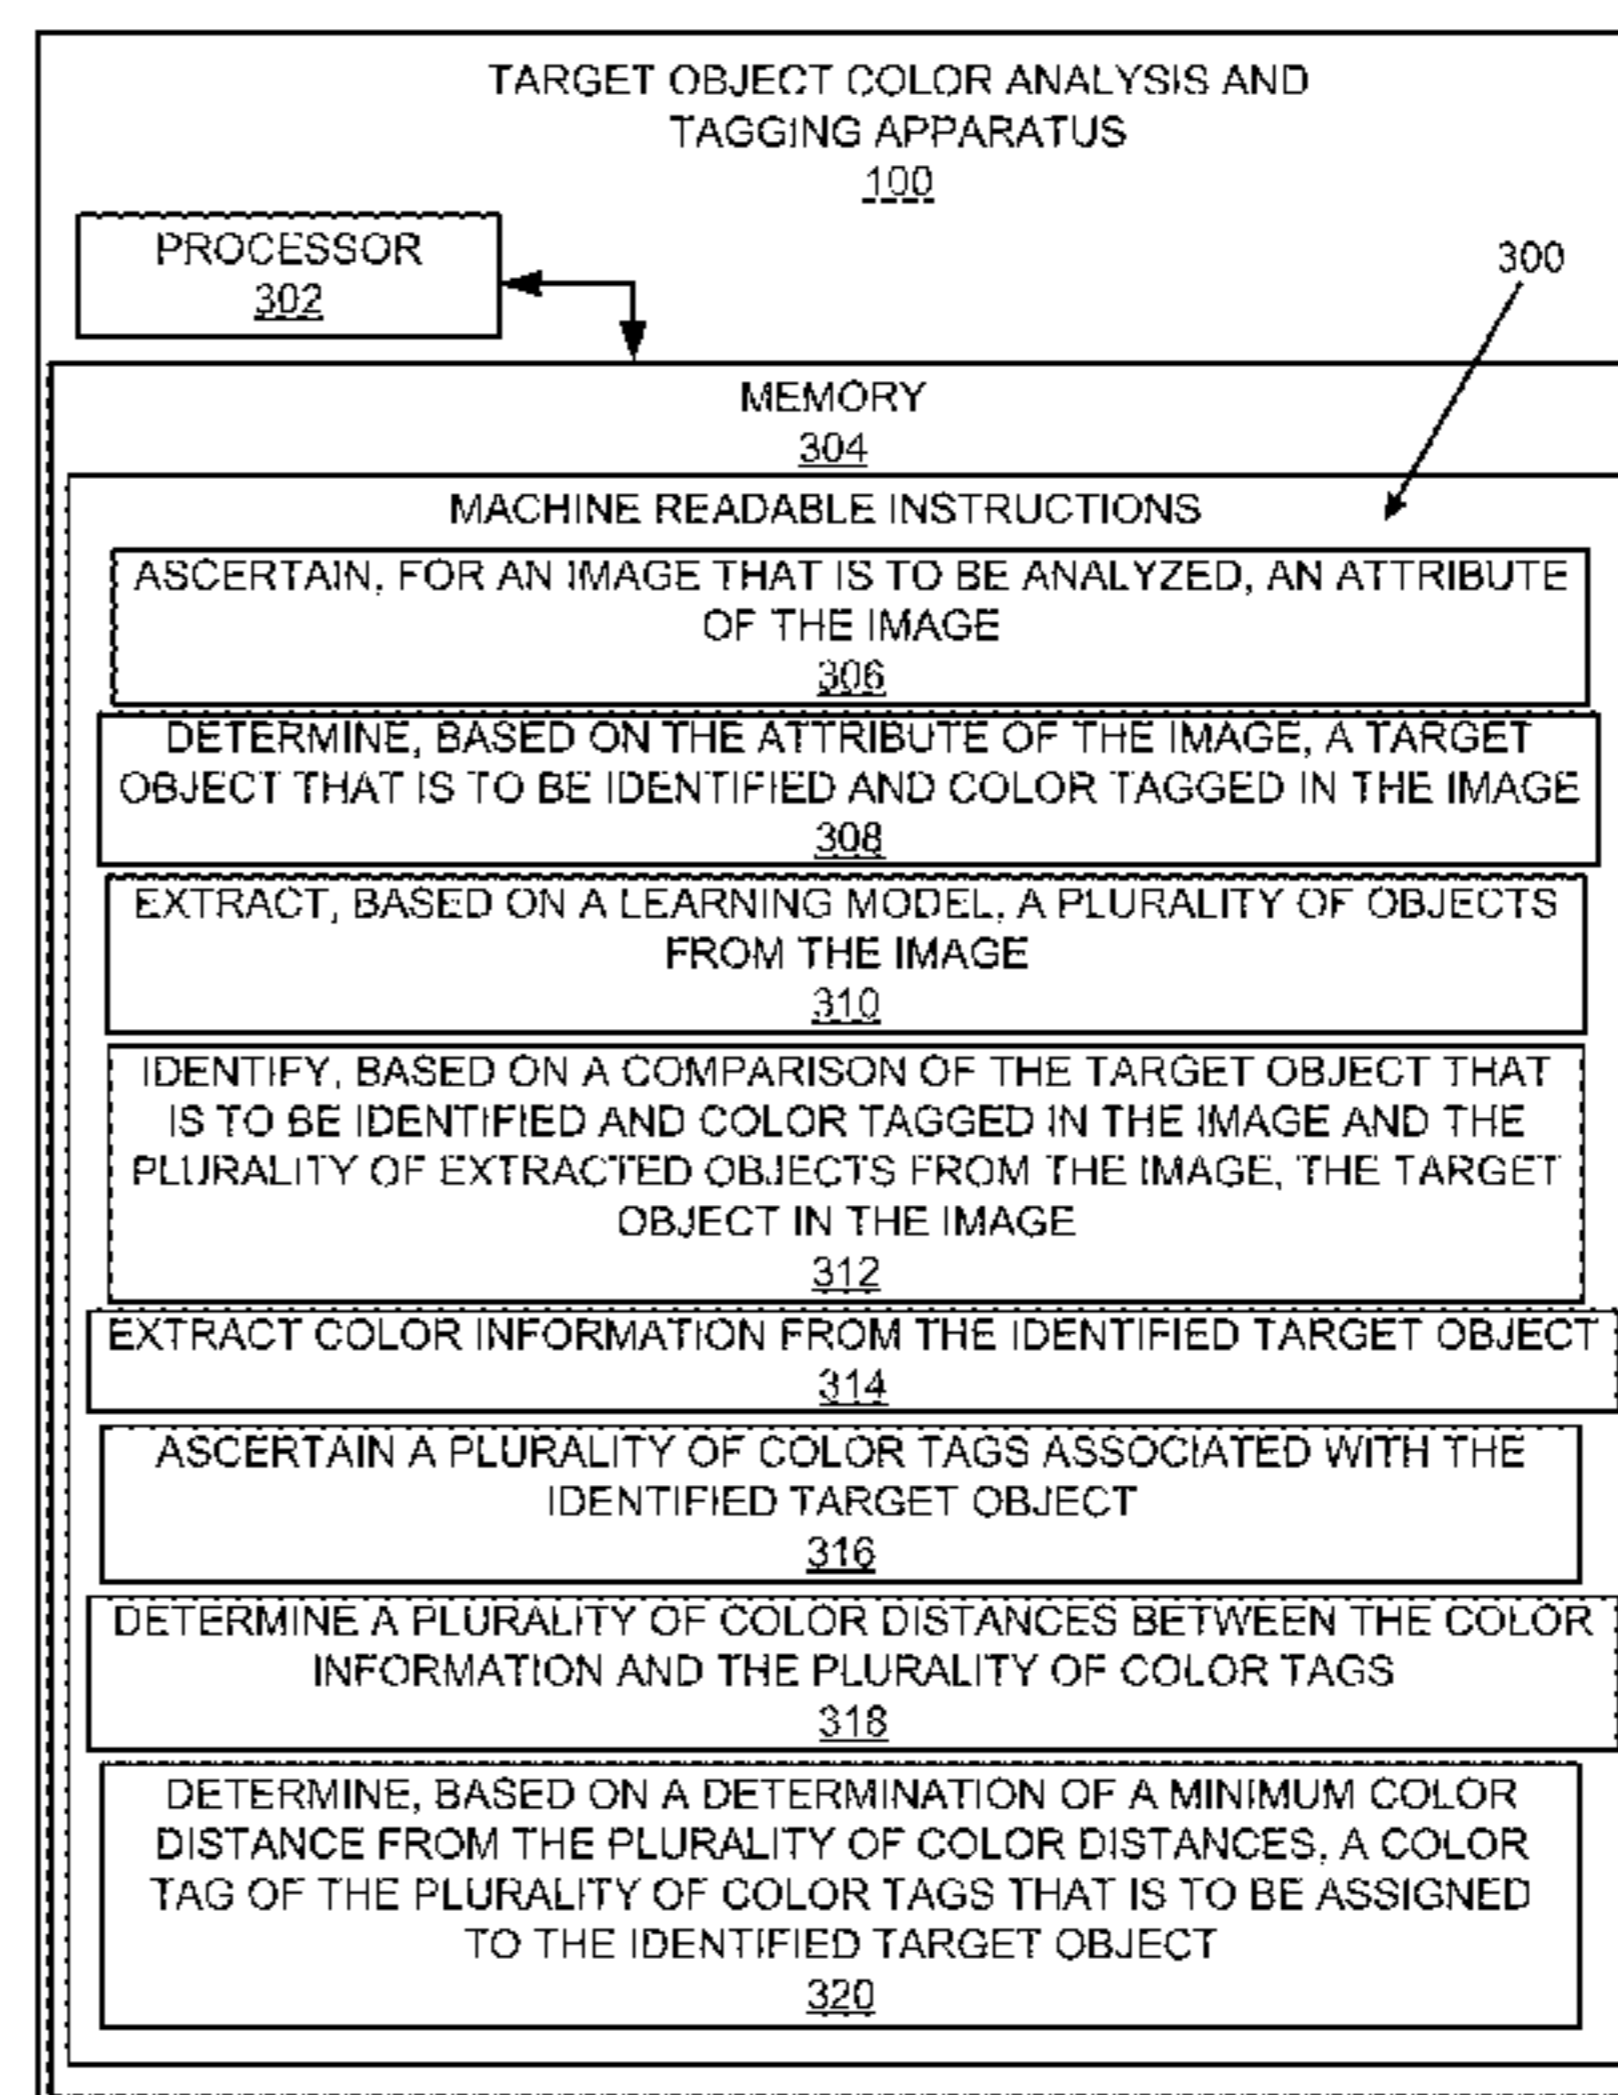 TARGET OBJECT COLOR ANALYSIS AND
TAGGING APPARATUS
100
PROCESSOR
302
300
MEMORY
304
MACHINE READABLE INSTRUCTIONS
ASCERTAIN, FOR AN IMAGE THAT IS TO BE ANALYZED, AN ATTRIBUTE
OF THE IMAGE
306
DETERMINE, BASED ON THE ATTRIBUTE OF THE IMAGE, A TARGET
OBJECT THAT IS TO BE IDENTIFIED AND COLOR TAGGED IN THE IMAGE
308
EXTRACT, BASED ON A LEARNING MODEL, A PLURALITY OF OBJECTS
FROM THE IMAGE
310
IDENTIFY, BASED ON A COMPARISON OF THE TARGET OBJECT THAT
IS TO BE IDENTIFIED AND COLOR TAGGED IN THE IMAGE AND THE
PLURALITY OF EXTRACTED OBJECTS FROM THE IMAGE, THE TARGET
OBJECT IN THE IMAGE
312
EXTRACT COLOR INFORMATION FROM THE IDENTIFIED TARGET OBJECT
314
ASCERTAIN A PLURALITY OF COLOR TAGS ASSOCIATED WITH THE
IDENTIFIED TARGET OBJECT
316
DETERMINE A PLURALITY OF COLOR DISTANCES BETWEEN THE COLOR
INFORMATION AND THE PLURALITY OF COLOR TAGS
318
DETERMINE, BASED ON A DETERMINATION OF A MINIMUM COLOR
DISTANCE FROM THE PLURALITY OF COLOR DISTANCES, A COLOR
TAG OF THE PLURALITY OF COLOR TAGS THAT IS TO BE ASSIGNED
TO THE IDENTIFIED TARGET OBJECT
320